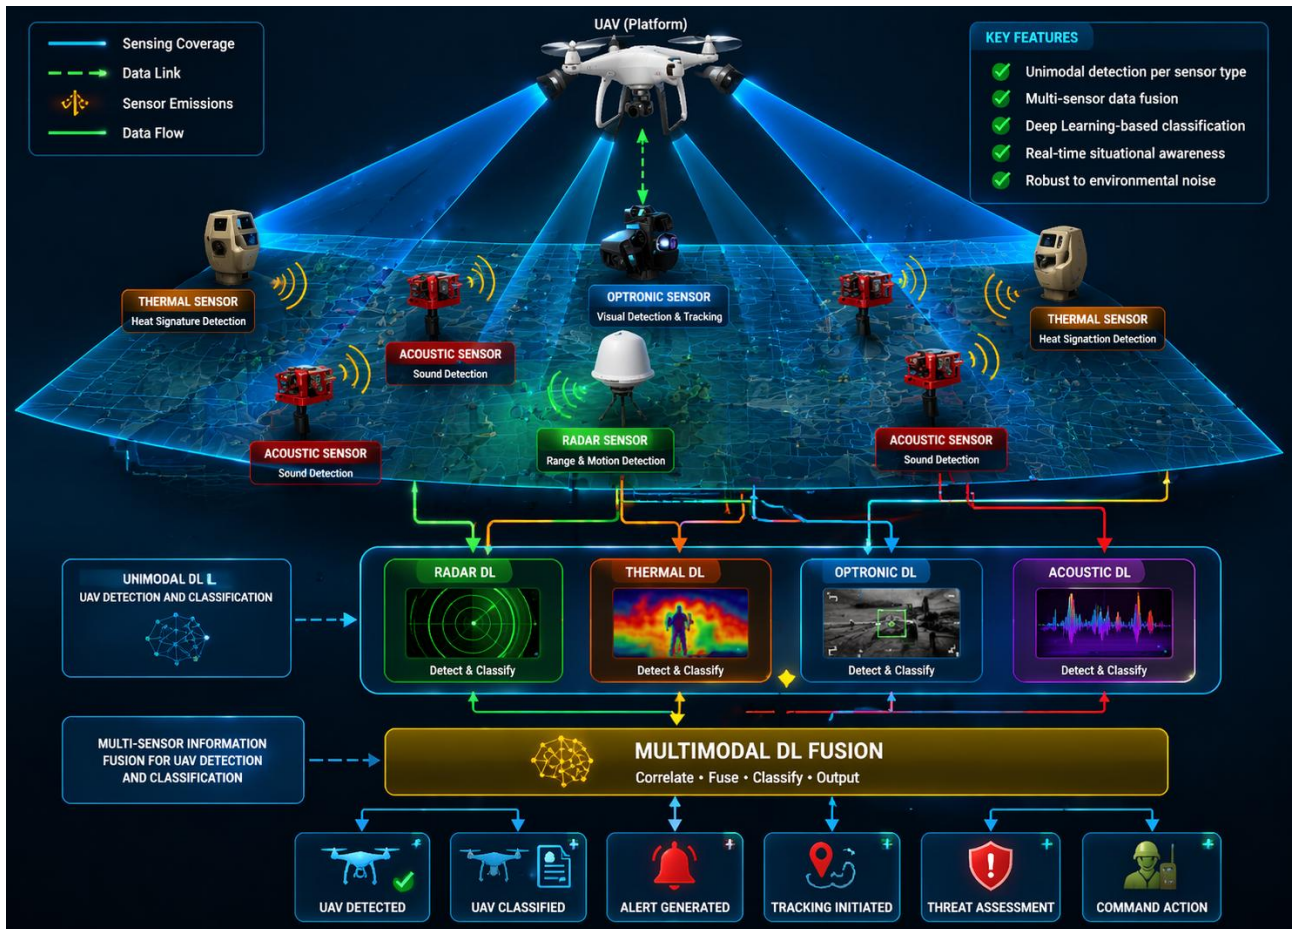 UAV (Platform)
Sensing Coverage
Data Link
Sensor Emissions
Data Flow
KEY FEATURES
Unimodal detection per sensor type
Multi-sensor data fusion
Deep Learning-based classification
Real-time situational awareness
Robust to environmental noise
THERMAL SENSOR
Heat Signature Detection
ACOUSTIC SENSOR
Sound Detection
OPTRONIC SENSOR
Visual Detection & Tracking
THERMAL SENSOR
Heat Signaction Detection
ACOUSTIC SENSOR
Sound Detection
RADAR SENSOR
Range & Motion Detection
ACOUSTIC SENSOR
Sound Detection
UNIMODAL DL L
UAV DETECTION AND CLASSIFICATION
RADAR DL
Detect & Classify
THERMAL DL
Detect & Classify
OPTRONIC DL
Detect & Classify
ACOUSTIC DL
Detect & Classify
MULTI-SENSOR INFORMATION
FUSION FOR UAV DETECTION
AND CLASSIFICATION
MULTIMODAL DL FUSION
Correlate • Fuse • Classify • Output
UAV DETECTED
UAV CLASSIFIED
ALERT GENERATED
TRACKING INITIATED
THREAT ASSESSMENT
COMMAND ACTION